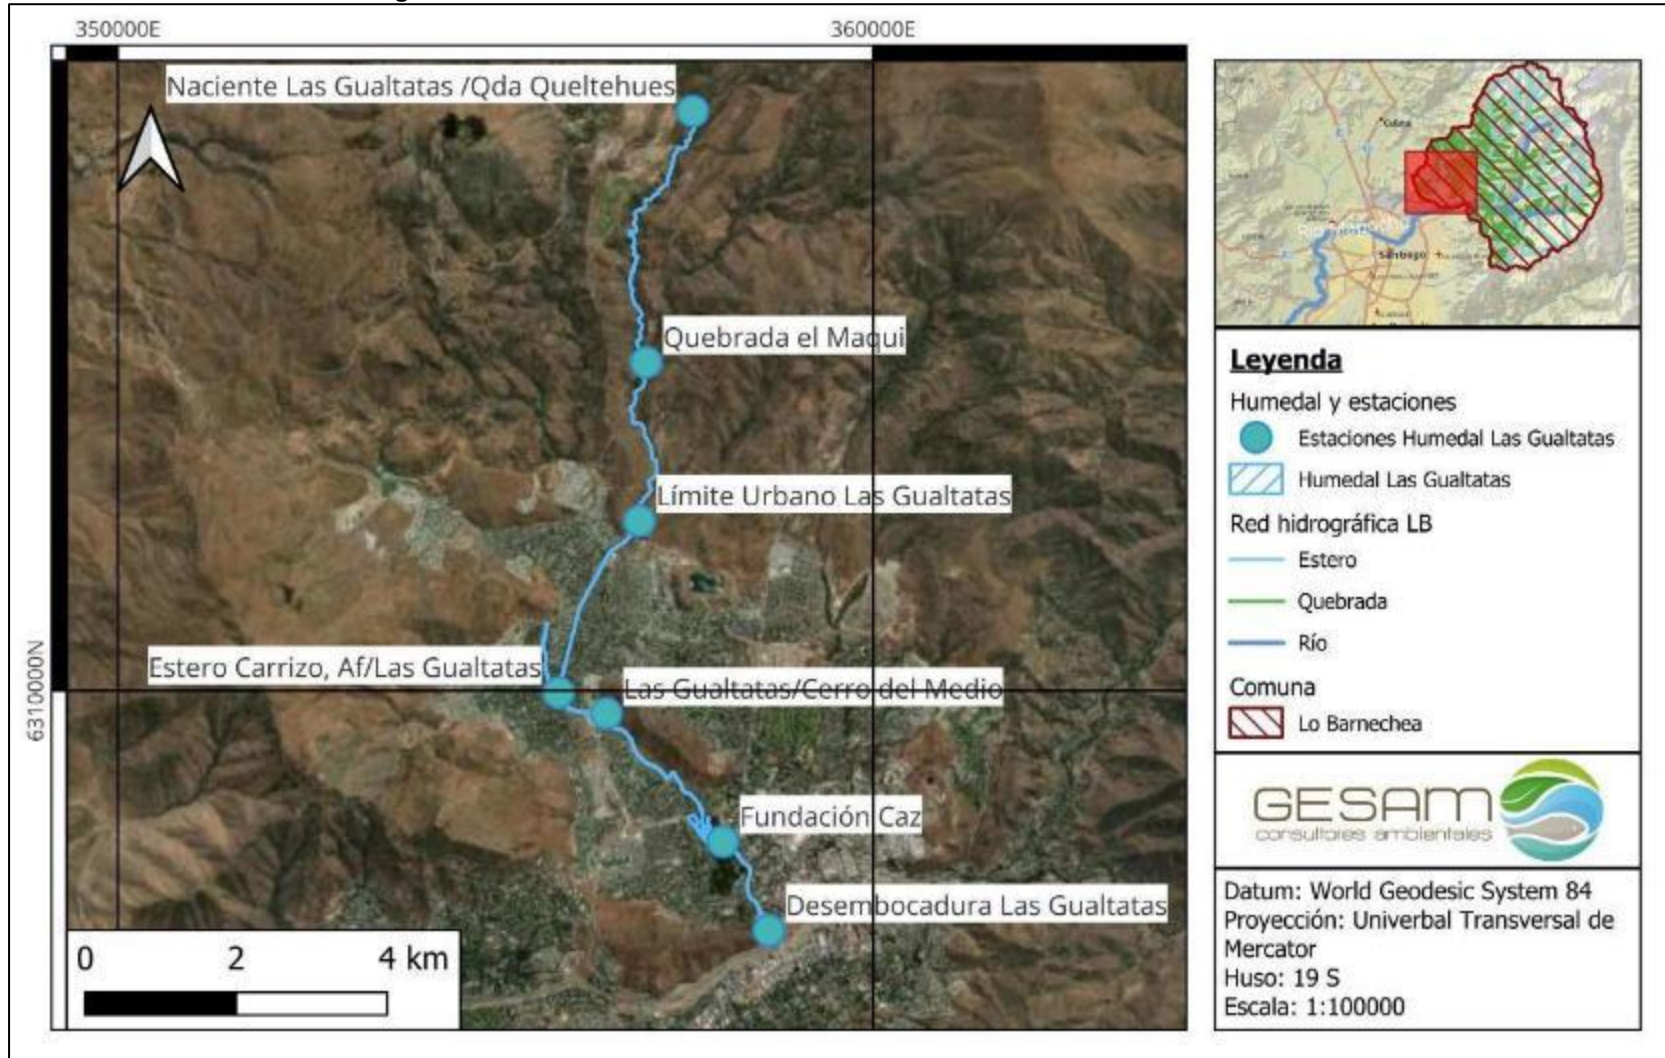 350000E
360000E
Naciente Las Gualtatas /Qda Queltehues
Quebrada el Maqui
Límite Urbano Las Gualtatas
6310000N
Estero Carrizo, Af/Las Gualtatas
Las Gualtatas/Cerro del Medio
Fundación Caz
Desembocadura Las Gualtatas
0 2 4 km
Colina
Santiago
Leyenda
Humedal y estaciones
Estaciones Humedal Las Gualtatas
Humedal Las Gualtatas
Red hidrográfica LB
Estero
Quebrada
Río
Comuna
Lo Barnechea
GESAM
consultores ambientales
Datum: World Geodesic System 84
Proyección: Univerbal Transversal de
Mercator
Huso: 19 S
Escala: 1:100000